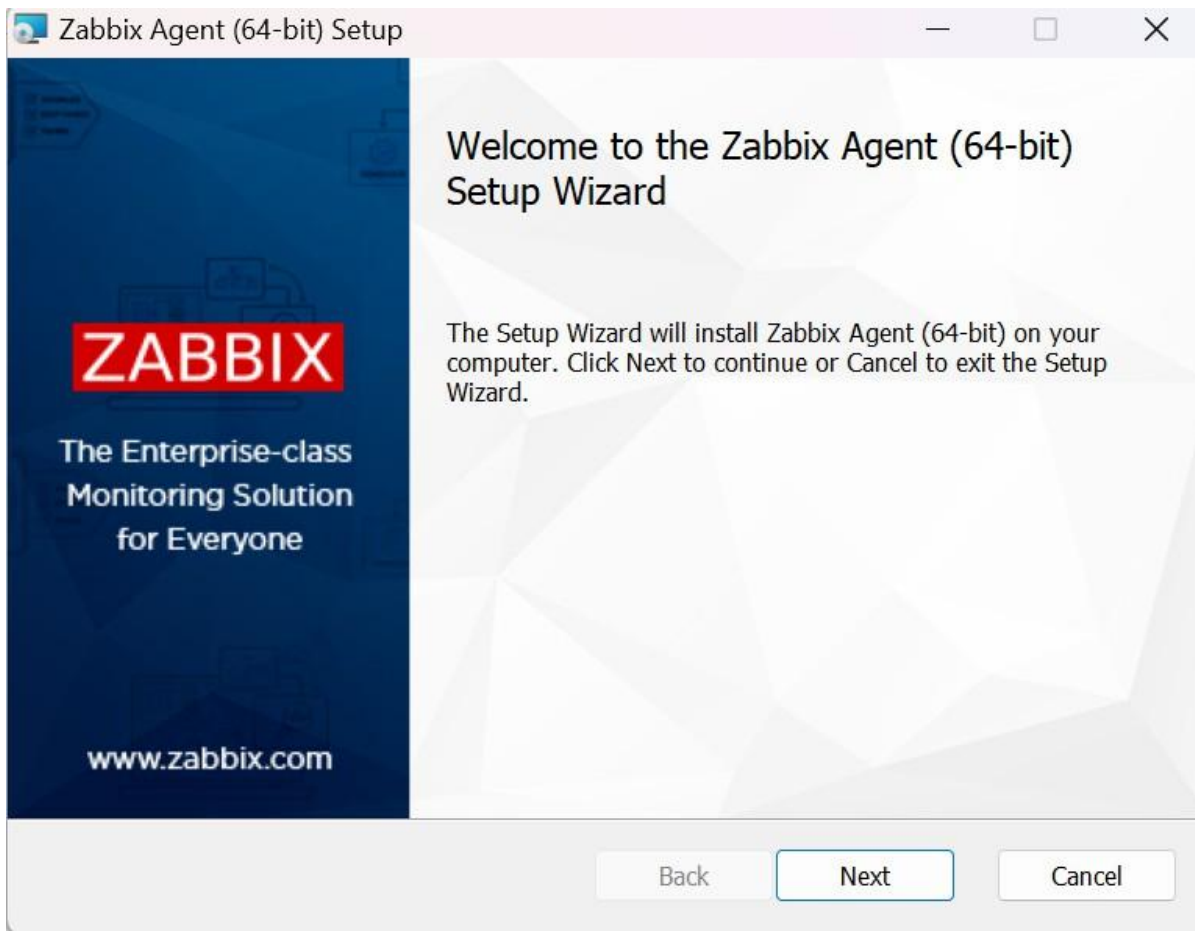 Zabbix Agent (64-bit) Setup
Welcome to the Zabbix Agent (64-bit)
Setup Wizard
The Setup Wizard will install Zabbix Agent (64-bit) on your
computer. Click Next to continue or Cancel to exit the Setup
Wizard.
ZABBIX
The Enterprise-class
Monitoring Solution
for Everyone
www.zabbix.com
Back
Next
Cancel